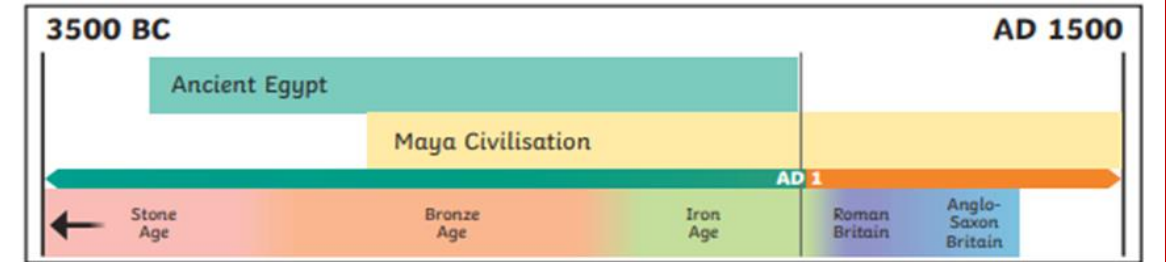 3500 BC
AD 1500
Ancient Egypt
Maya Civilisation
AD 1
Stone
Age
Bronze
Age
Iron
Age
Roman
Britain
Anglo-
Saxon
Britain